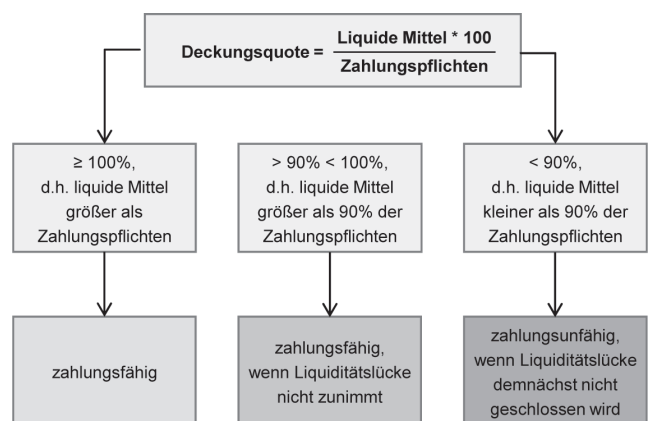 Deckungsquote = Liquide Mittel * 100
Zahlungspflichten
≥ 100%,
d.h. liquide Mittel
größer als
Zahlungspflichten
> 90% < 100%,
d.h. liquide Mittel
größer als 90% der
Zahlungspflichten
< 90%,
d.h. liquide Mittel
kleiner als 90% der
Zahlungspflichten
zahlungsfähig
zahlungsfähig,
wenn Liquiditätslücke
nicht zunimmt
zahlungsunfähig,
wenn Liquiditätslücke
demnächst nicht
geschlossen wird